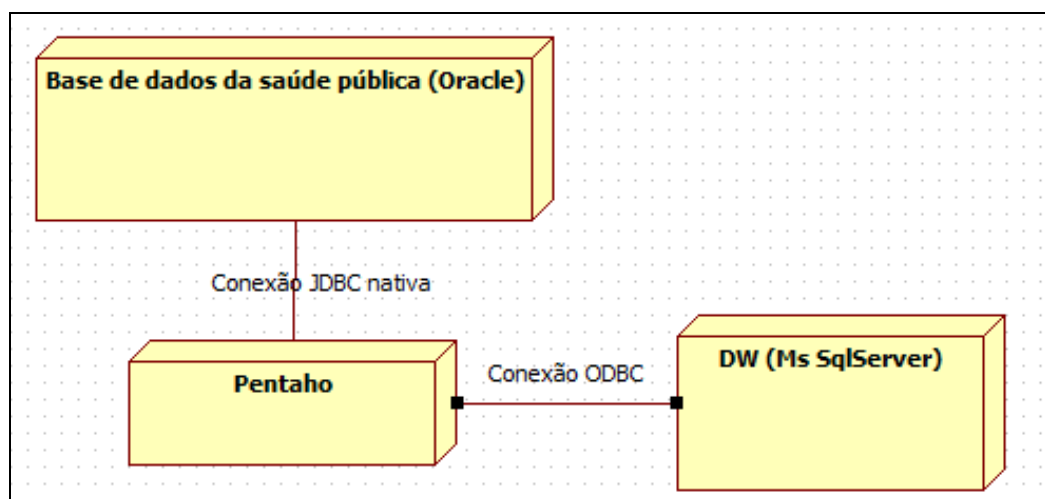 Base de dados da saúde pública (Oracle)
Conexão JDBC nativa
Pentaho
Conexão ODBC
DW (Ms SqlServer)